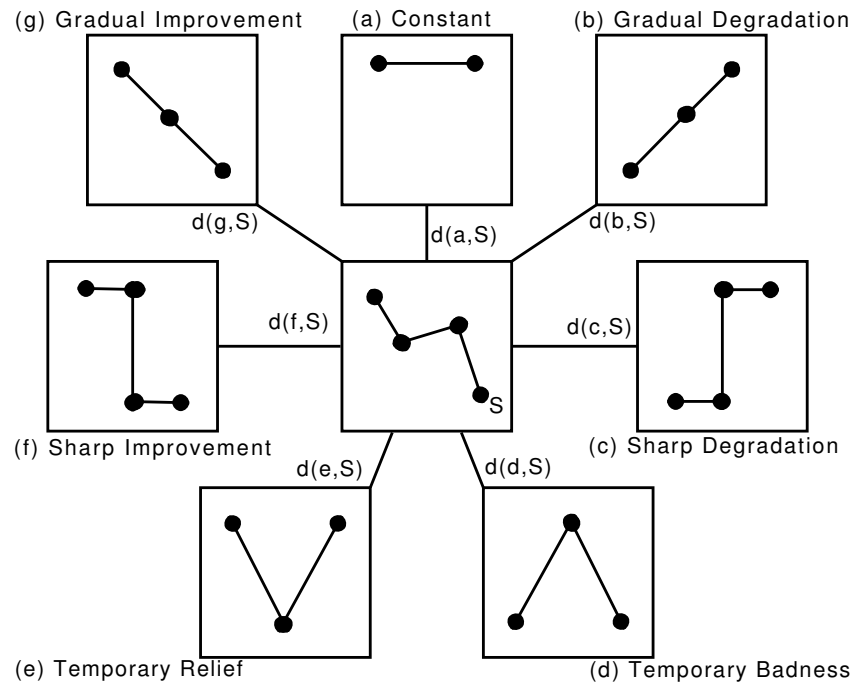 (g) Gradual Improvement
(a) Constant
(b) Gradual Degradation
d(g,S)
d(a,S)
d(b,S)
d(f,S)
d(c,S)
S
(f) Sharp Improvement
(c) Sharp Degradation
d(e,S)
d(d,S)
(e) Temporary Relief
(d) Temporary Badness